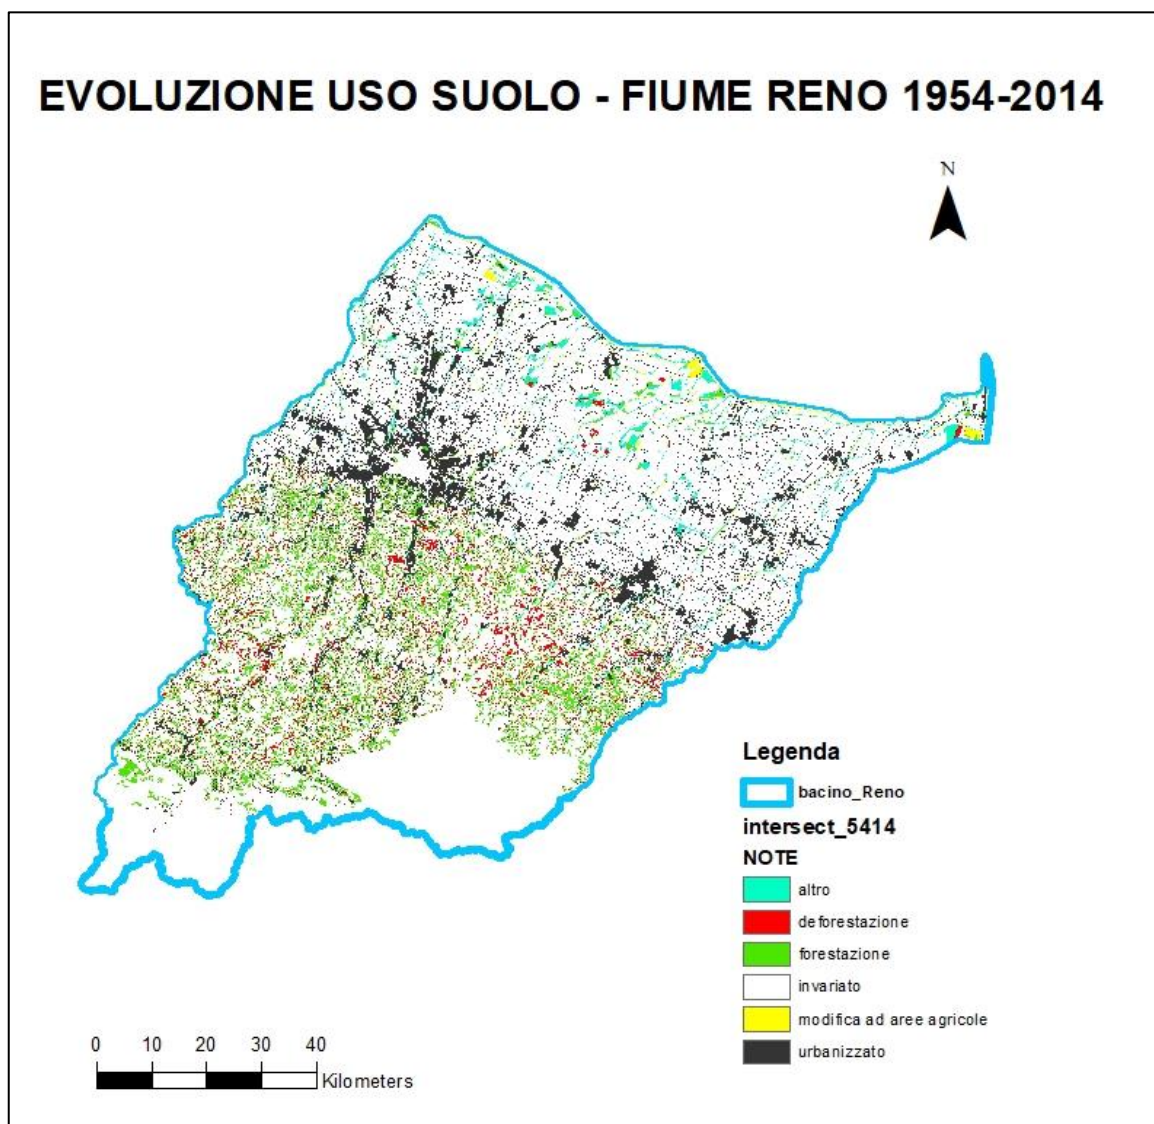 EVOLUZIONE USO SUOLO - FIUME RENO 1954-2014
N
Legenda
bacino_Reno
intersect_5414
NOTE
altro
deforestazione
forestazione
invariato
modifica ad aree agricole
urbanizzato
0 10 20 30 40
Kilometers